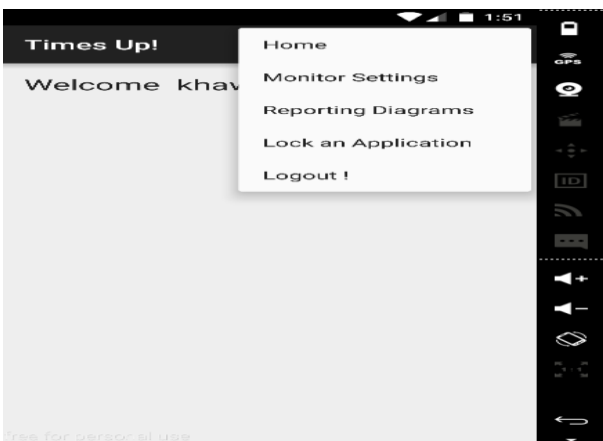 1:51
Times Up!
Welcome khav
Home
Monitor Settings
Reporting Diagrams
Lock an Application
Logout !
GPS
ID
free for personal use